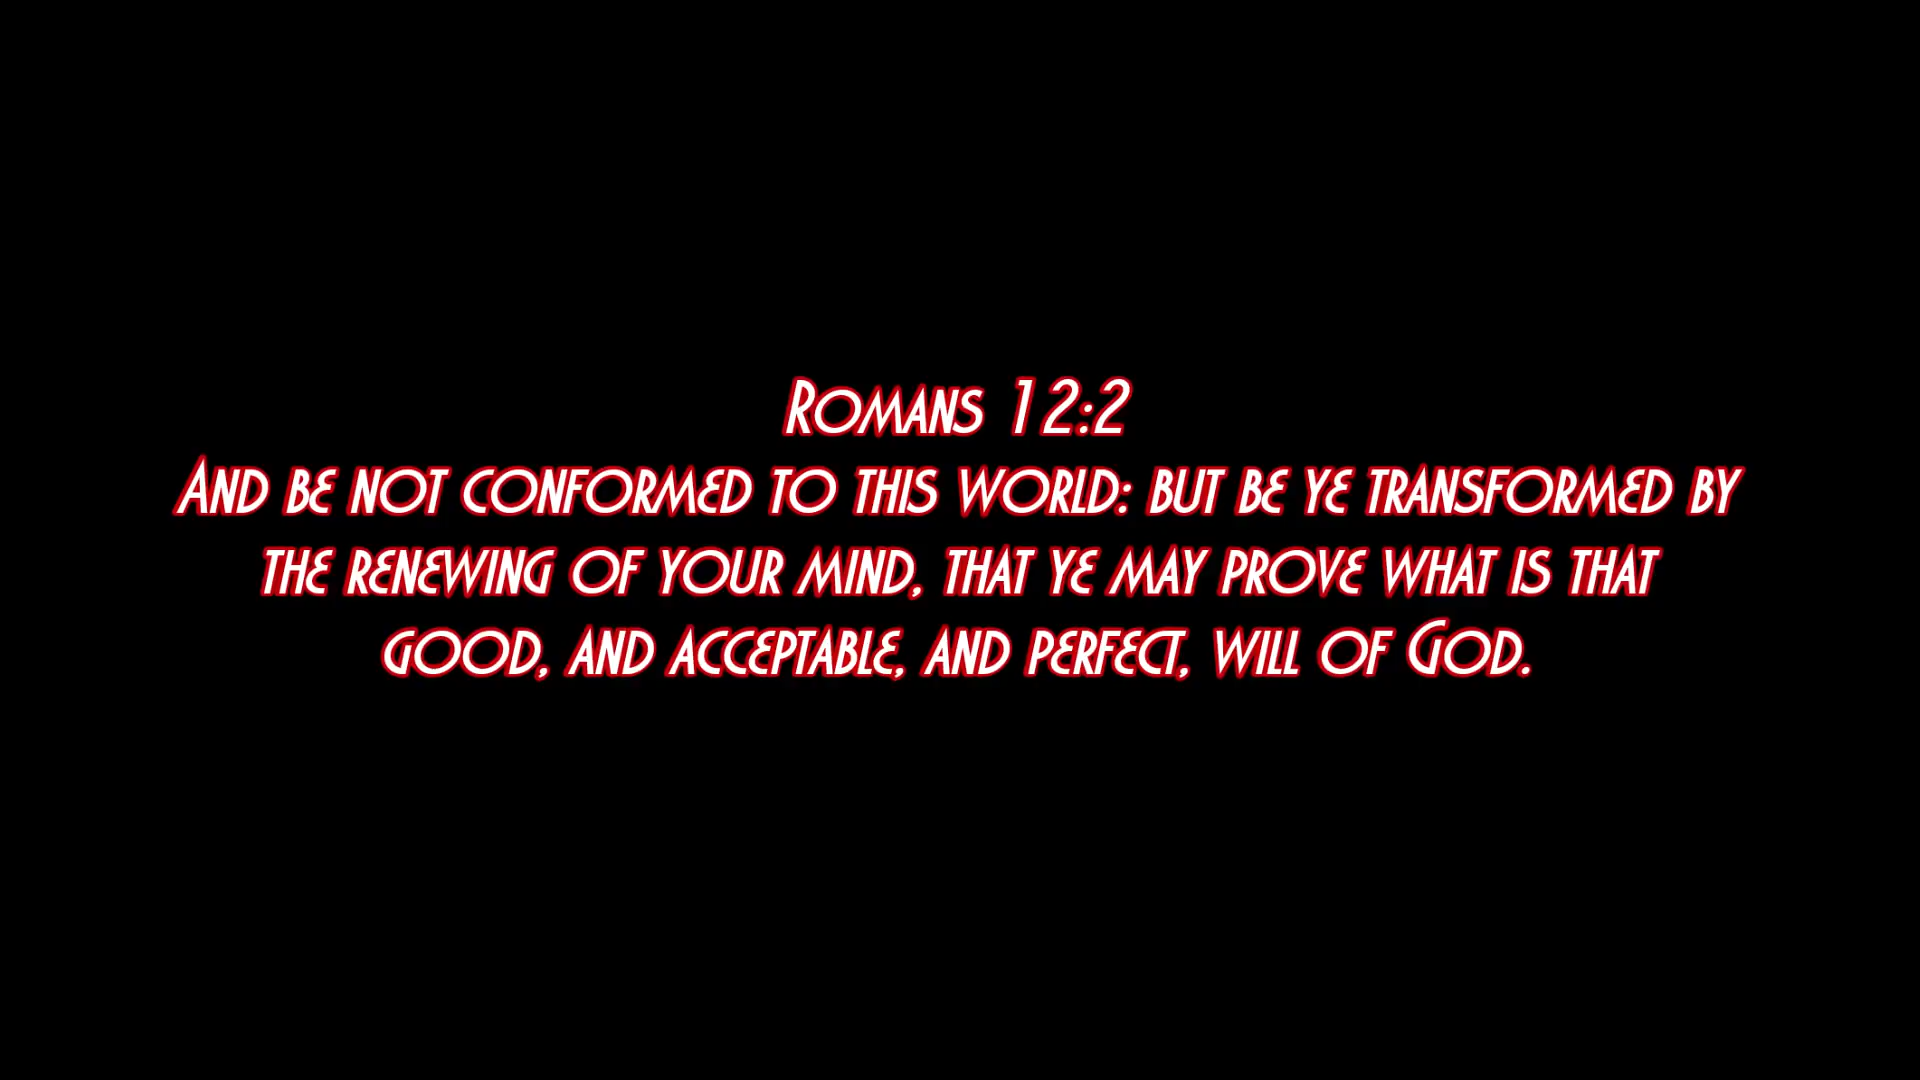 Romans 12:2
And be not conformed to this world: but be ye transformed by
the renewing of your mind, that ye may prove what is that
good, and acceptable, and perfect, will of God.